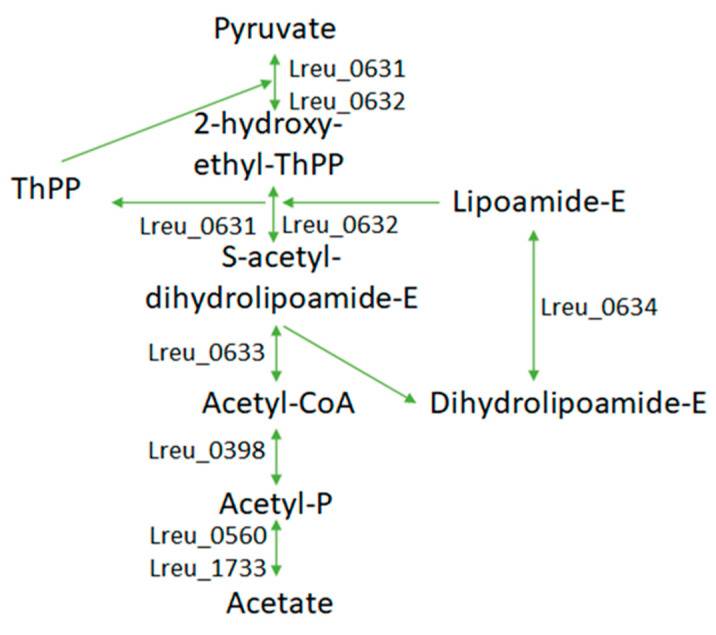 Pyruvate
Lreu_0631
Lreu_0632
2-hydroxy-
ethyl-ThPP
ThPP
Lipoamide-E
Lreu_0631
Lreu_0632
S-acetyl-
dihydrolipoamide-E
Lreu_0634
Lreu_0633
Acetyl-CoA
Dihydrolipoamide-E
Lreu_0398
Acetyl-P
Lreu_0560
Lreu_1733
Acetate